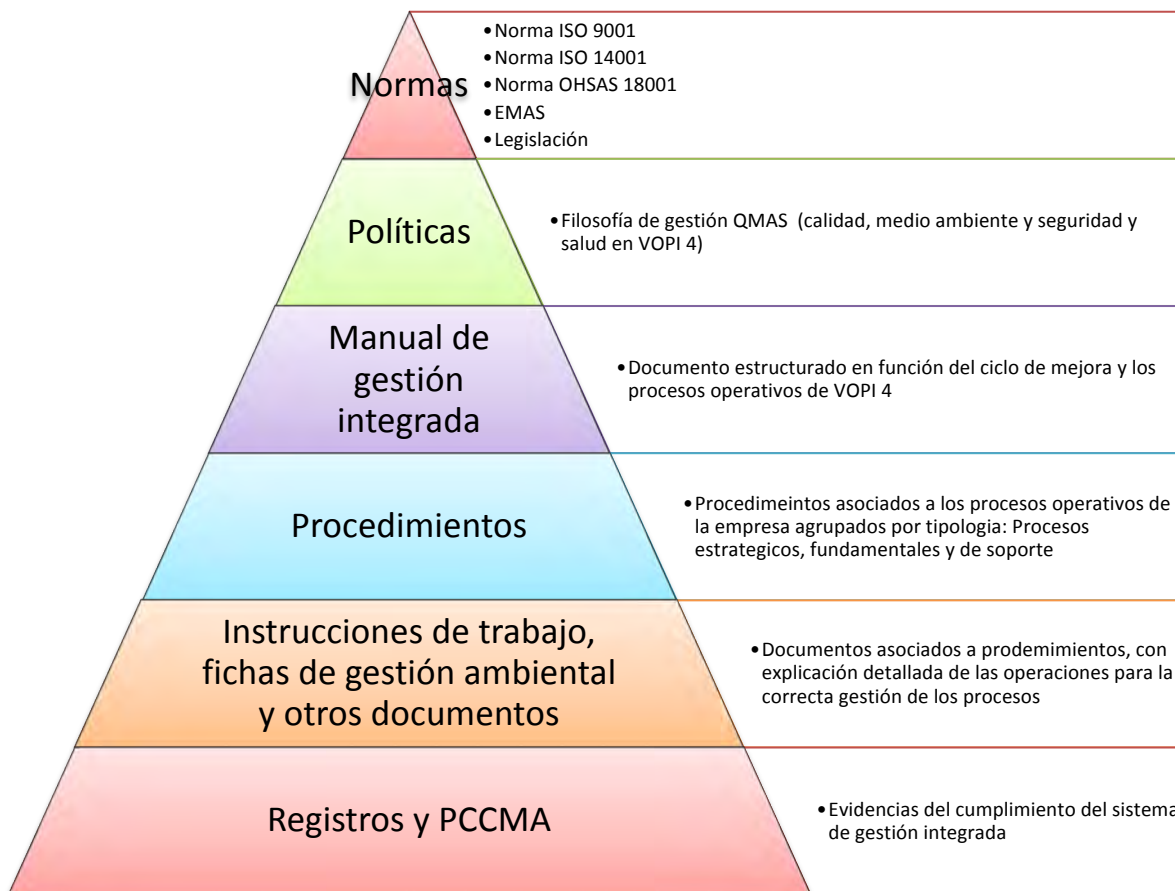 Normas
•Norma ISO 9001
•Norma ISO 14001
•Norma OHSAS 18001
•EMAS
•Legislación
Políticas
•Filosofía de gestión QMAS (calidad, medio ambiente y seguridad y
salud en VOPI 4)
Manual de
gestión
integrada
•Documento estructurado en función del ciclo de mejora y los
procesos operativos de VOPI 4
Procedimientos
•Procedimeintos asociados a los procesos operativos de
la empresa agrupados por tipologia: Procesos
estrategicos, fundamentales y de soporte
Instrucciones de trabajo,
fichas de gestión ambiental
y otros documentos
•Documentos asociados a prodemimientos, con
explicación detallada de las operaciones para la
correcta gestión de los procesos
Registros y PCCMA
•Evidencias del cumplimiento del sistema
de gestión integrada